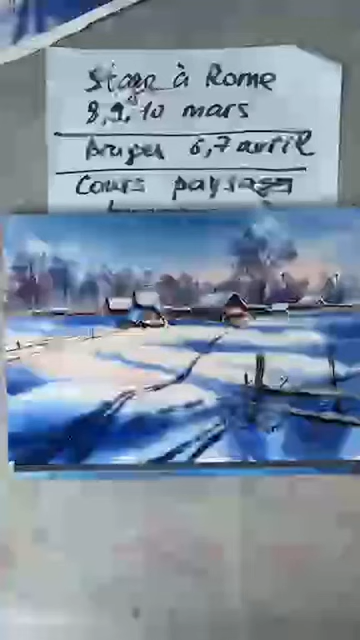 Stage à Rome
8,9,10 mars
Bruges 6,7 avril
Cours paysage